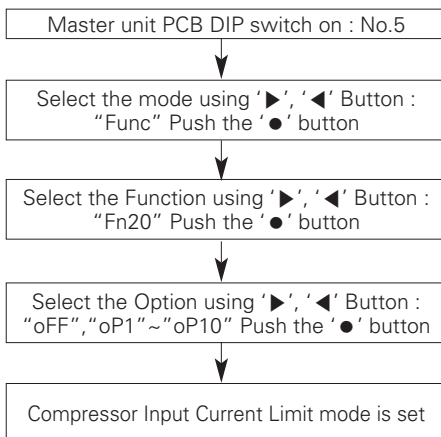 Master unit PCB DIP switch on : No.5
Select the mode using ‘▶’, ‘◀’ Button :
“Func” Push the ‘●’ button
Select the Function using ‘▶’, ‘◀’ Button :
“Fn20” Push the ‘●’ button
Select the Option using ‘▶’, ‘◀’ Button :
“oFF”,“oP1”~”oP10” Push the ‘●’ button
Compressor Input Current Limit mode is set